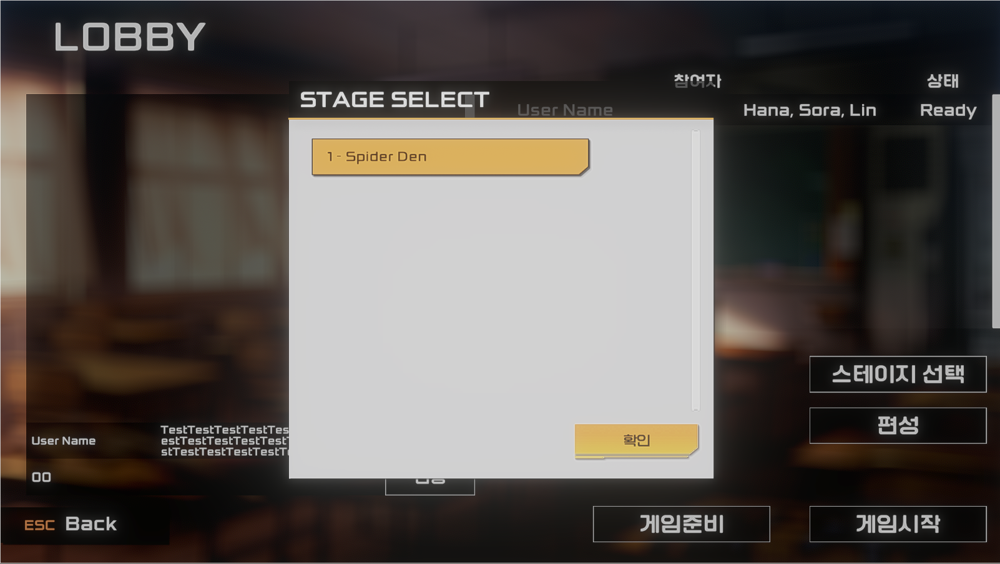 LOBBY
참여자
상태
STAGE SELECT
User Name
Hana, Sora, Lin
Ready
1 - Spider Den
스테이지 선택
편성
User Name
TestTestTestTestTes
estTestTestTestTest
stTestTestTestTestTe
확인
00
ESC Back
게임준비
게임시작